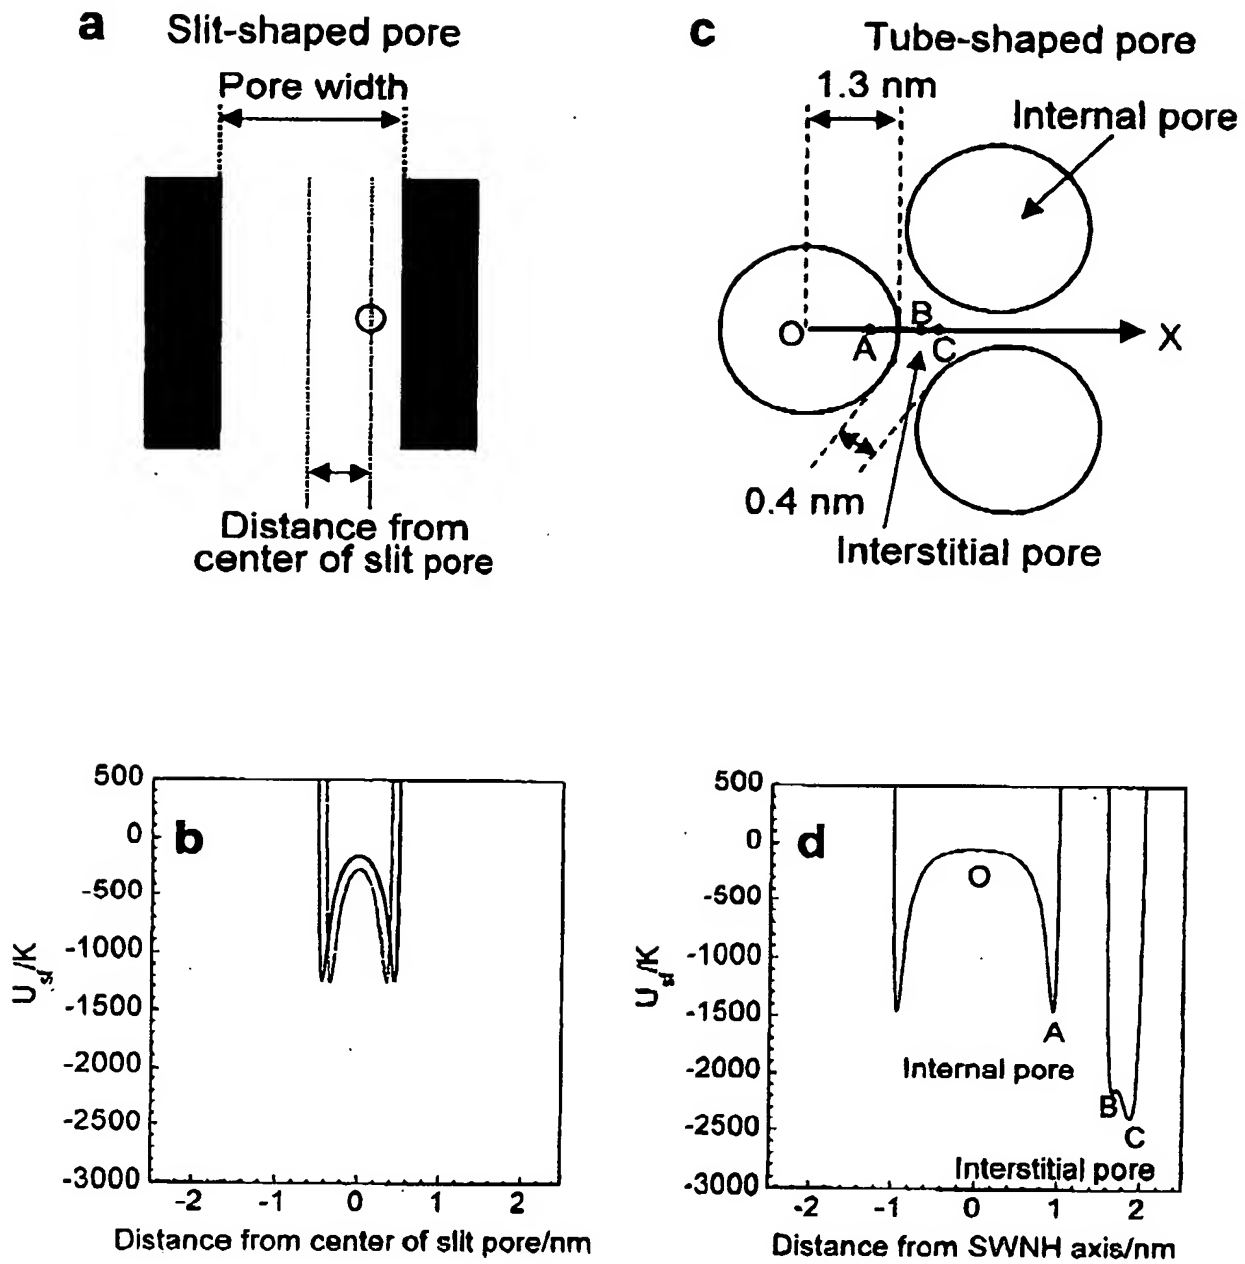 a
Slit-shaped pore
Pore width
Distance from
center of slit pore
c
Tube-shaped pore
1.3 nm
Internal pore
O
A
B
C
X
0.4 nm
Interstitial pore
b
500
0
-500
-1000
-1500
-2000
-2500
-3000
U_sf/K
-2
-1
0
1
2
Distance from center of slit pore/nm
d
500
0
-500
-1000
-1500
-2000
-2500
-3000
U_sf/K
O
A
Internal pore
B
C
Interstitial pore
-2
-1
0
1
2
Distance from SWNH axis/nm